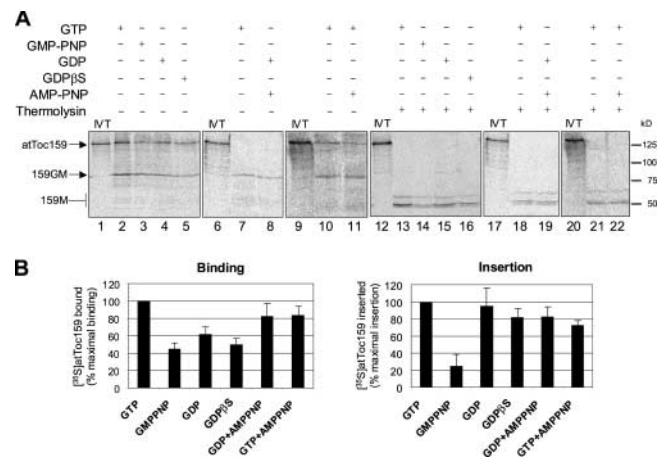 A
GTP + – – – – + – + + + – – – + – + +
GMP-PNP – + – – – – – – – + – – – – – –
GDP – – + – – + – – – – + – – + – –
GDPβS – – – + – – – – – – – + – – – –
AMP-PNP – – – – – + – + – – – – – + – +
Thermolysin – – – – – – – – + + + + + + + +
IVT IVT IVT IVT IVT IVT kD
atToc159 125
159GM 75
159M 50
1 2 3 4 5 6 7 8 9 10 11 12 13 14 15 16 17 18 19 20 21 22
B
Binding
[³⁵S]atToc159 bound
(% maximal binding)
120
100
80
60
40
20
0
GTP
GMPPNP
GDP
GDPβS
GDP+AMPPNP
GTP+AMPPNP
Insertion
[³⁵S]atToc159 inserted
(% maximal insertion)
120
100
80
60
40
20
0
GTP
GMPPNP
GDP
GDPβS
GDP+AMPPNP
GTP+AMPPNP